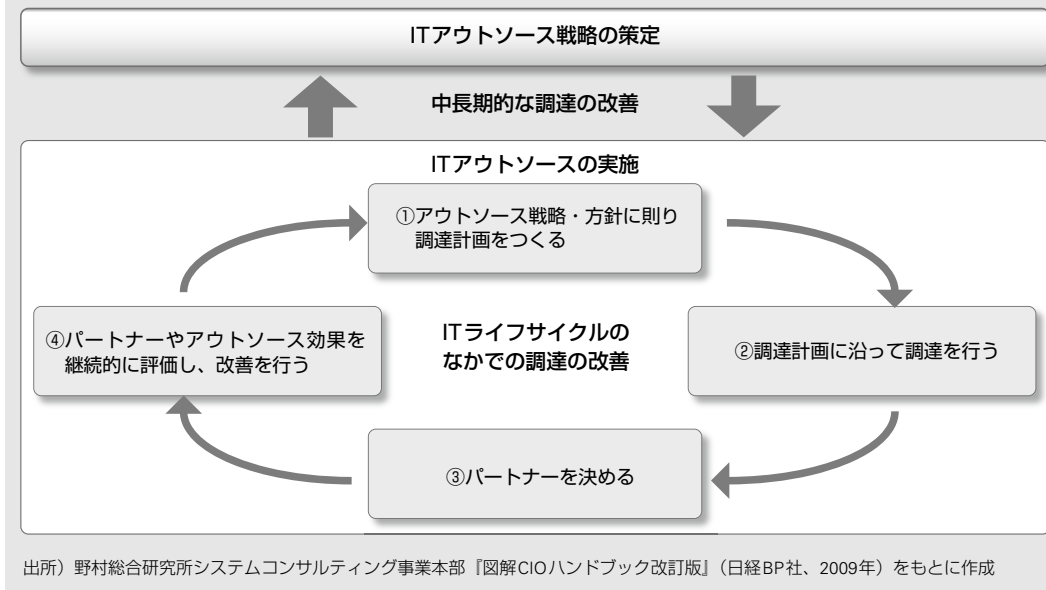 ITアウトソース戦略の策定
中長期的な調達の改善
ITアウトソースの実施
①アウトソース戦略・方針に則り
調達計画をつくる
②調達計画に沿って調達を行う
③パートナーを決める
④パートナーやアウトソース効果を
継続的に評価し、改善を行う
ITライフサイクルの
なかでの調達の改善
出所）野村総合研究所システムコンサルティング事業本部『図解CIOハンドブック改訂版』（日経BP社、2009年）をもとに作成